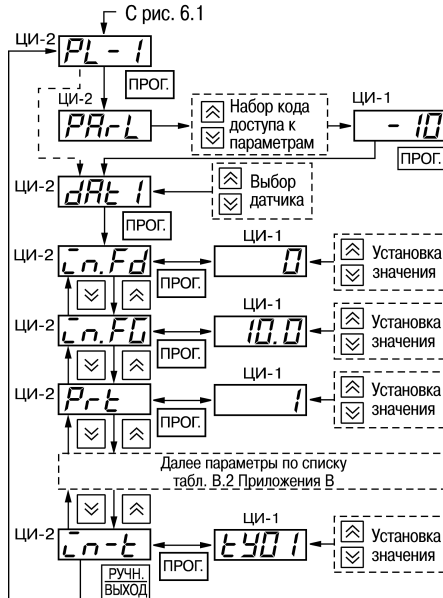 С рис. 6.1
ЦИ-2
PL-1
ПРОГ.
ЦИ-2
PArL
Набор кода
доступа к
параметрам
ЦИ-1
-10
ПРОГ.
ЦИ-2
dAt1
Выбор
датчика
ПРОГ.
ЦИ-2
in.Fd
ПРОГ.
ЦИ-1
0
Установка
значения
ЦИ-2
in.FG
ПРОГ.
ЦИ-1
10.0
Установка
значения
ЦИ-2
Prt
ПРОГ.
ЦИ-1
1
Установка
значения
Далее параметры по списку
табл. В.2 Приложения В
ЦИ-2
in-t
ПРОГ.
ЦИ-1
tY01
Установка
значения
РУЧН.
ВЫХОД